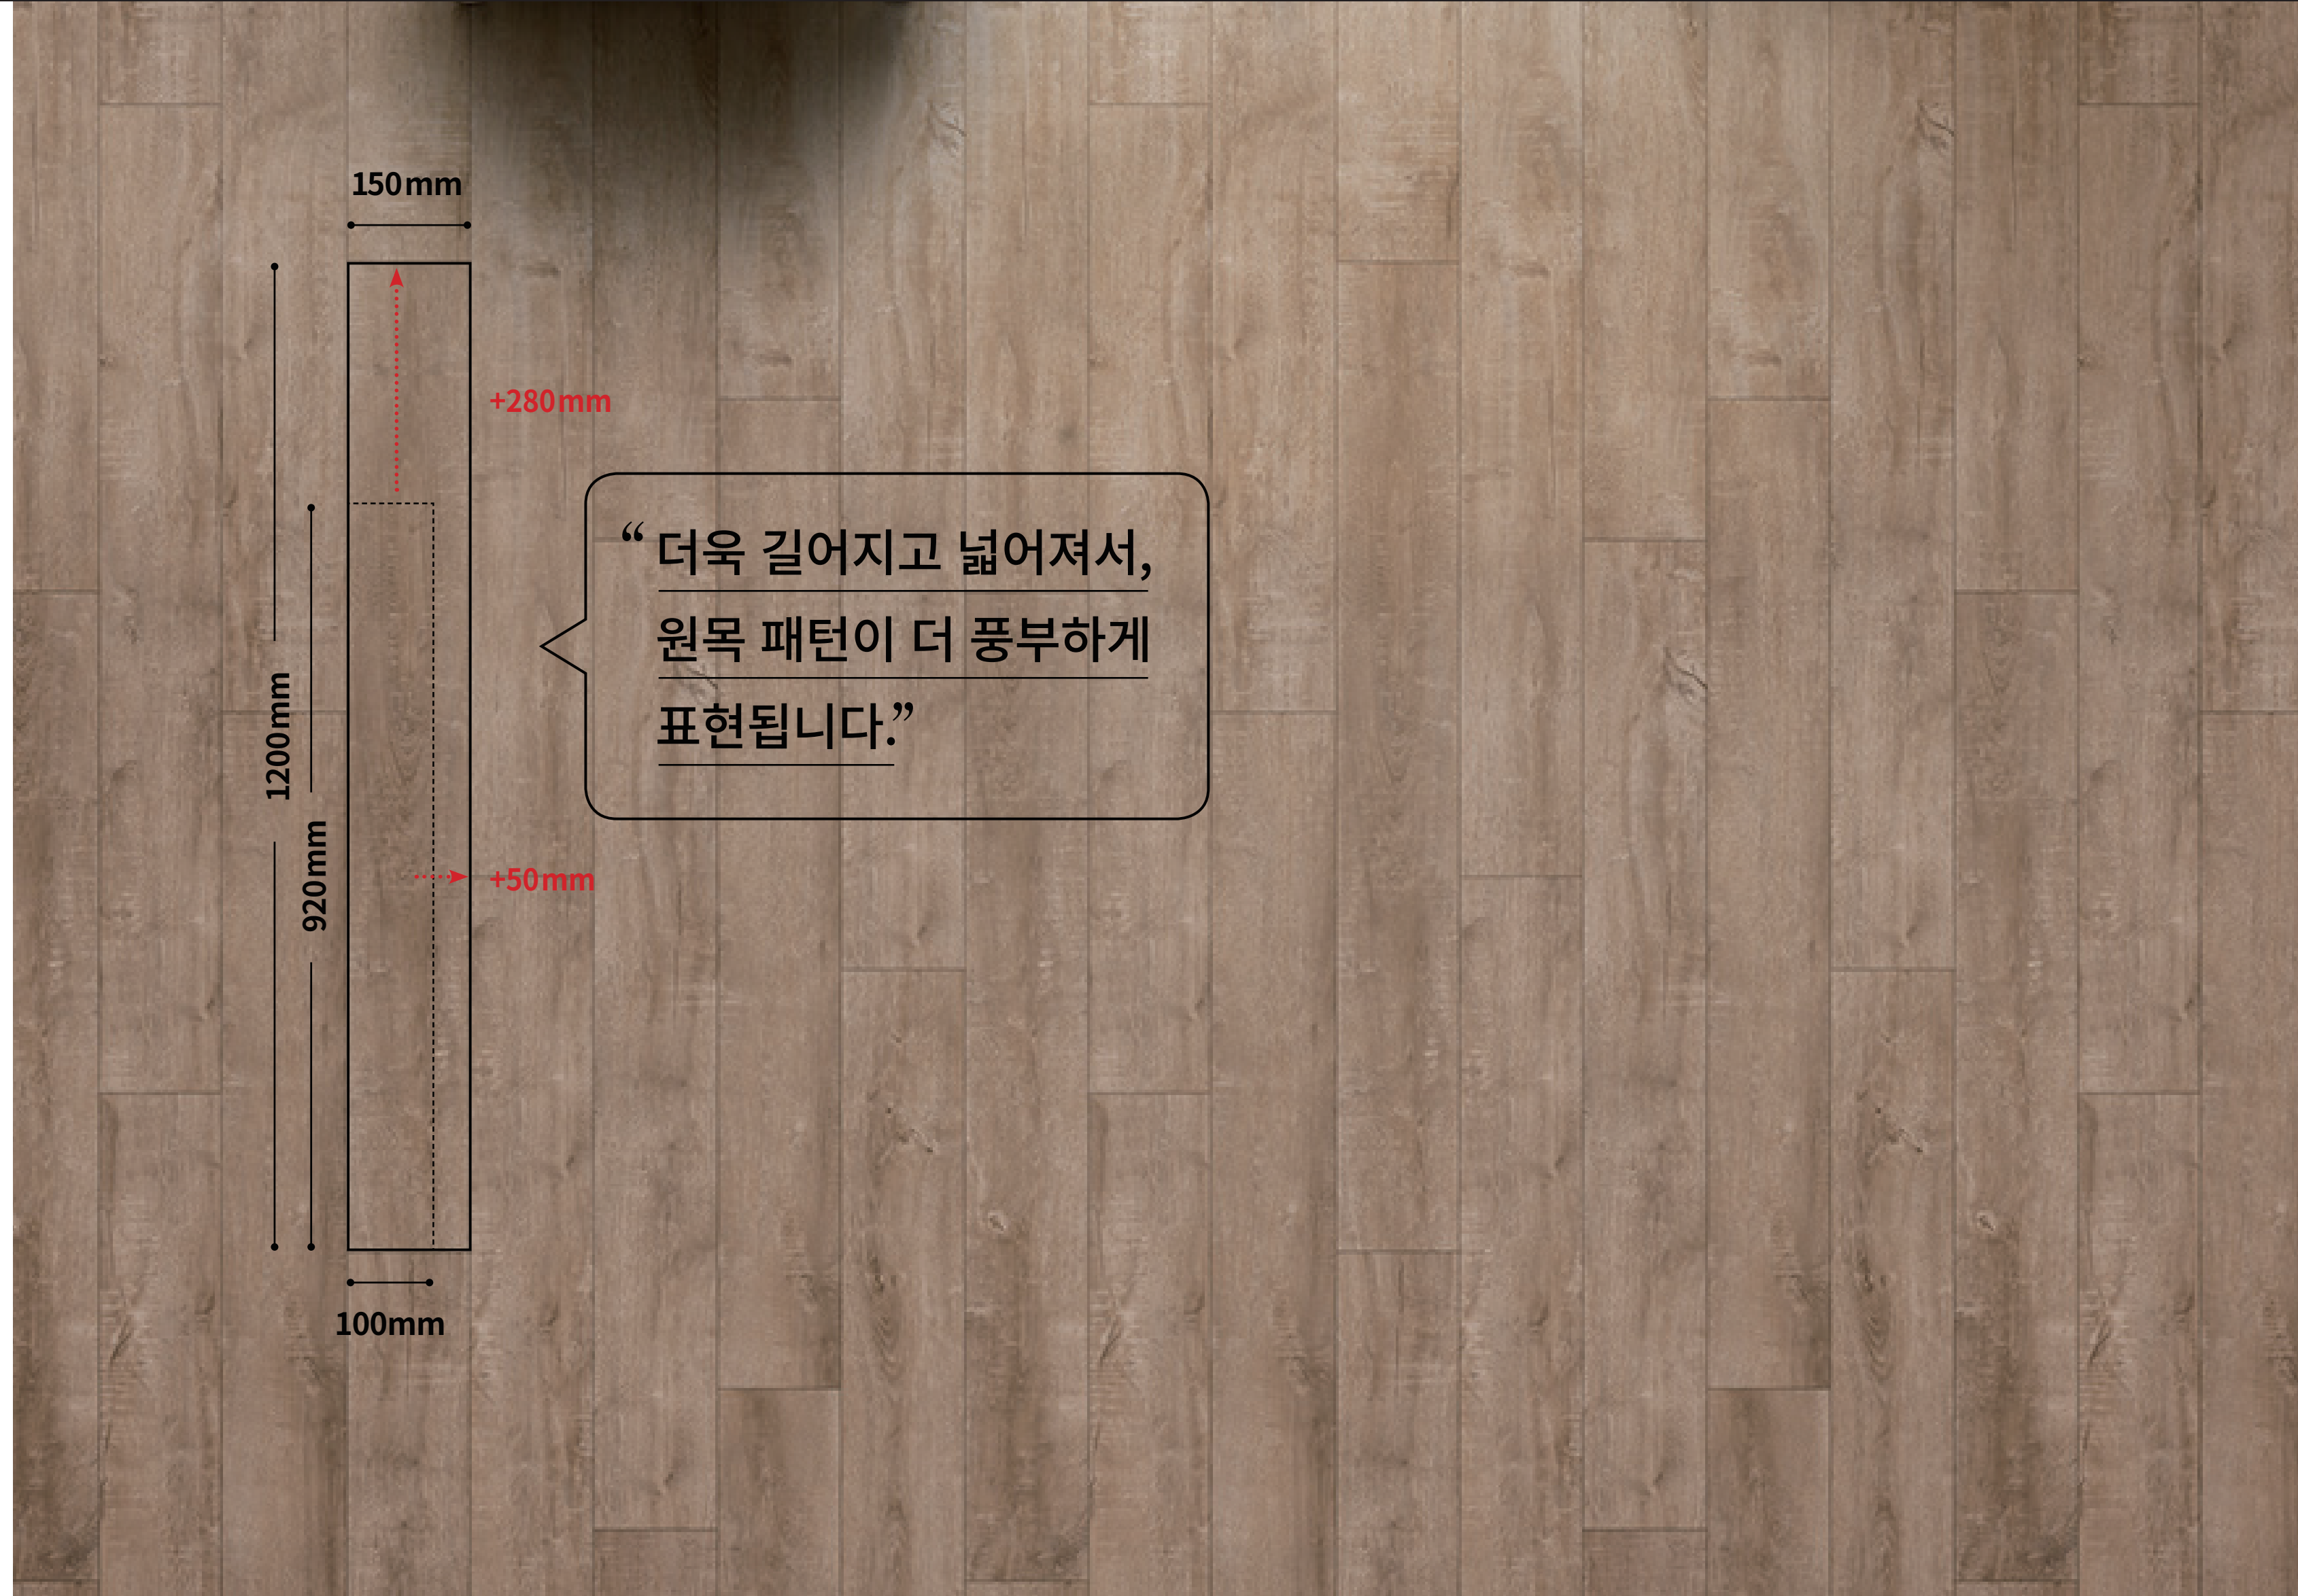 150mm
+280mm
“ 더욱 길어지고 넓어져서,
원목 패턴이 더 풍부하게
표현됩니다.”
1200mm
920mm
+50mm
100mm